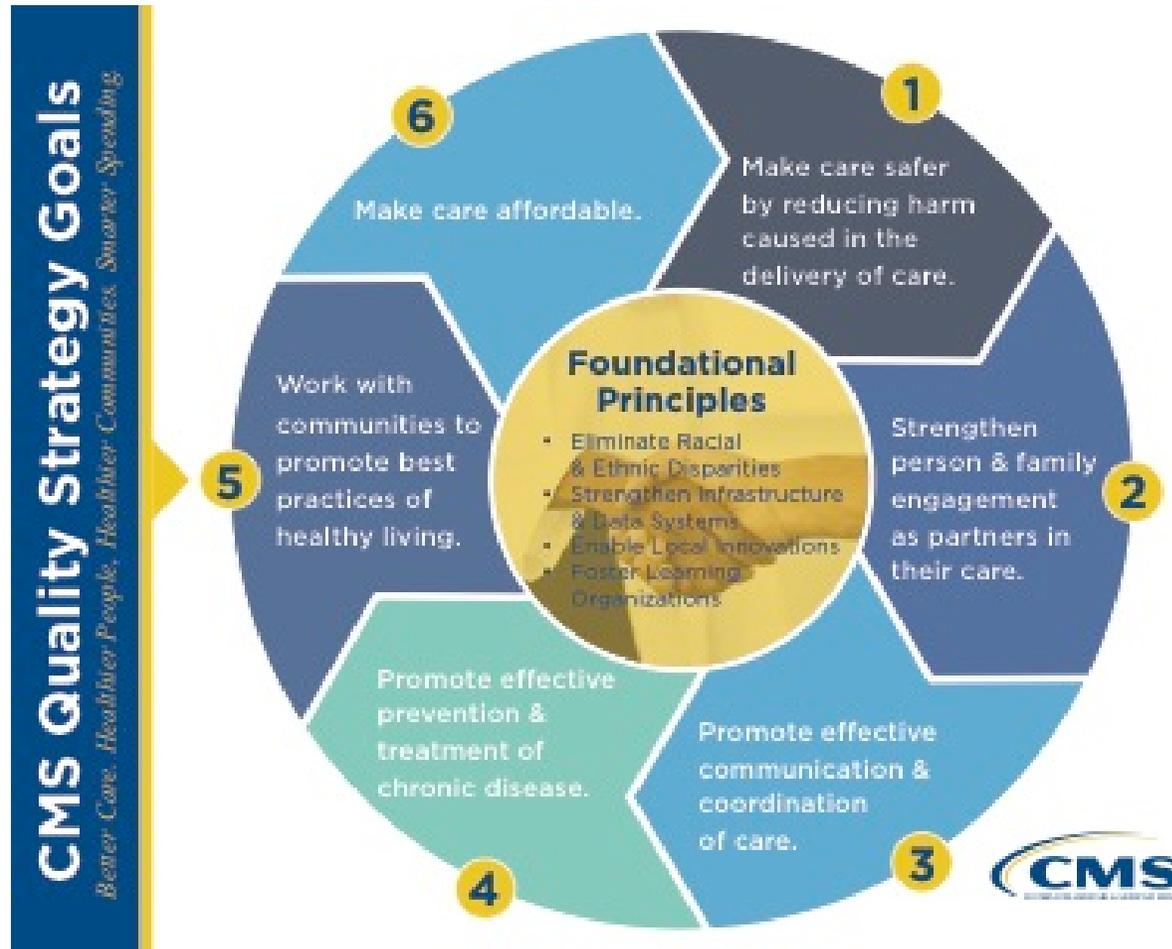 CMS Quality Strategy Goals
Better Care. Healthier People, Healthier Communities. Smarter Spending.
1
Make care safer
by reducing harm
caused in the
delivery of care.
2
Strengthen
person & family
engagement
as partners in
their care.
3
Promote effective
communication &
coordination
of care.
4
Promote effective
prevention &
treatment of
chronic disease.
5
Work with
communities to
promote best
practices of
healthy living.
6
Make care affordable.
Foundational
Principles
• Eliminate Racial
& Ethnic Disparities
• Strengthen Infrastructure
& Data Systems
• Enable Local Innovations
• Foster Learning
Organizations
CMS